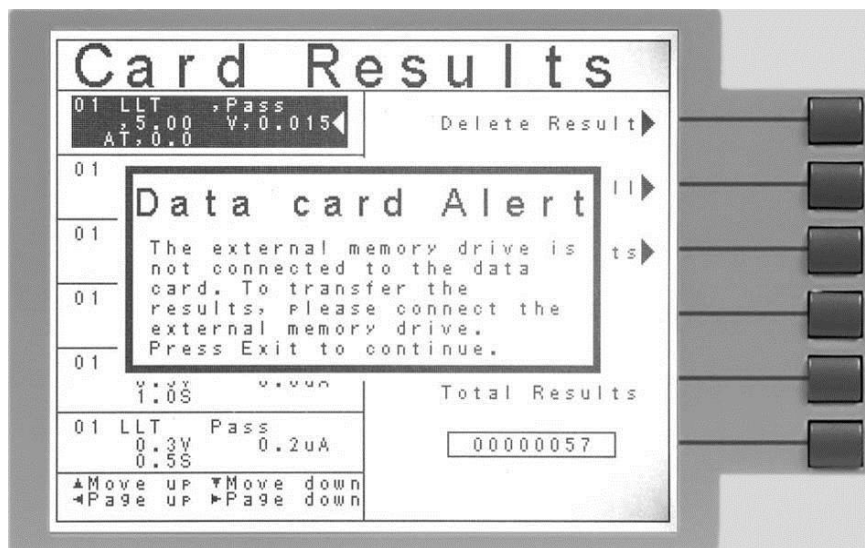 Card Results
01 LLT ,Pass
,5.00 V,0.015
AT,0.0
Delete Result
01
ll
01
ts
01
01
Data card Alert
The external memory drive is
not connected to the data
card. To transfer the
results, please connect the
external memory drive.
Press Exit to continue.
1.0S
Total Results
01 LLT Pass
0.3V 0.2uA
0.5S
00000057
▲Move up ▼Move down
◄Page up ►Page down